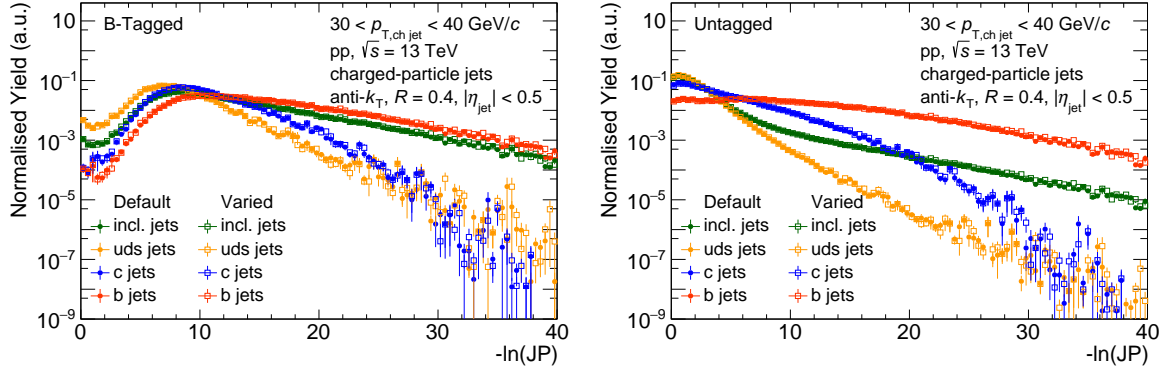 B-Tagged
30 < pT,ch jet < 40 GeV/c
pp, √s = 13 TeV
charged-particle jets
anti-kT, R = 0.4, |ηjet| < 0.5
Normalised Yield (a.u.)
10
10⁻¹
10⁻³
10⁻⁵
10⁻⁷
10⁻⁹
Default Varied
incl. jets incl. jets
uds jets uds jets
c jets c jets
b jets b jets
0 10 20 30 40
-ln(JP)
Untagged
30 < pT,ch jet < 40 GeV/c
pp, √s = 13 TeV
charged-particle jets
anti-kT, R = 0.4, |ηjet| < 0.5
Normalised Yield (a.u.)
10
10⁻¹
10⁻³
10⁻⁵
10⁻⁷
10⁻⁹
Default Varied
incl. jets incl. jets
uds jets uds jets
c jets c jets
b jets b jets
0 10 20 30 40
-ln(JP)